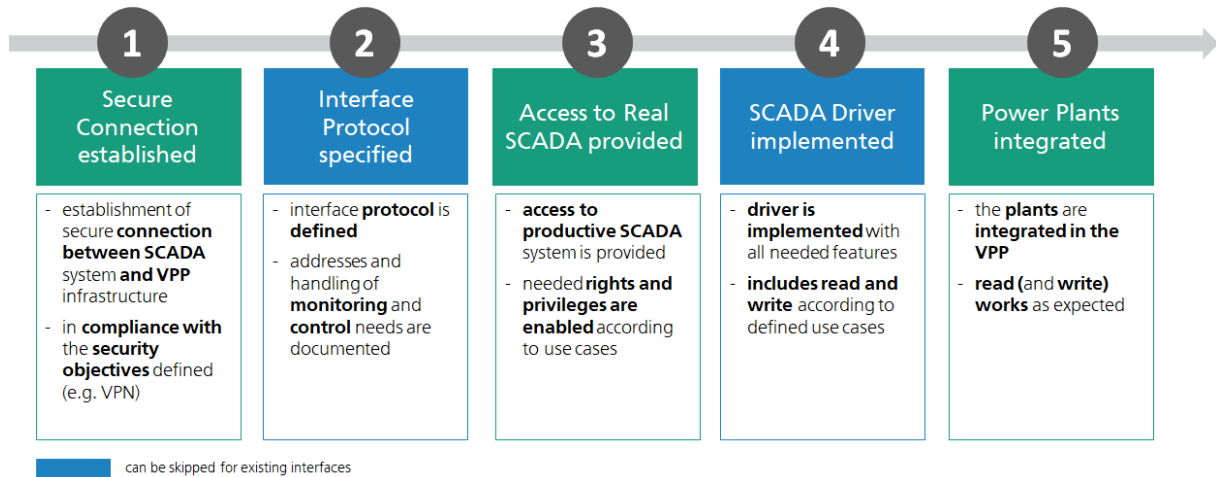 1
2
3
4
5
Secure
Connection
established
Interface
Protocol
specified
Access to Real
SCADA provided
SCADA Driver
implemented
Power Plants
integrated
- establishment of
secure connection
between SCADA
system and VPP
infrastructure
- in compliance with
the security
objectives defined
(e.g. VPN)
- interface protocol is
defined
- addresses and
handling of
monitoring and
control needs are
documented
- access to
productive SCADA
system is provided
- needed rights and
privileges are
enabled according
to use cases
- driver is
implemented with
all needed features
- includes read and
write according to
defined use cases
- the plants are
integrated in the
VPP
- read (and write)
works as expected
can be skipped for existing interfaces